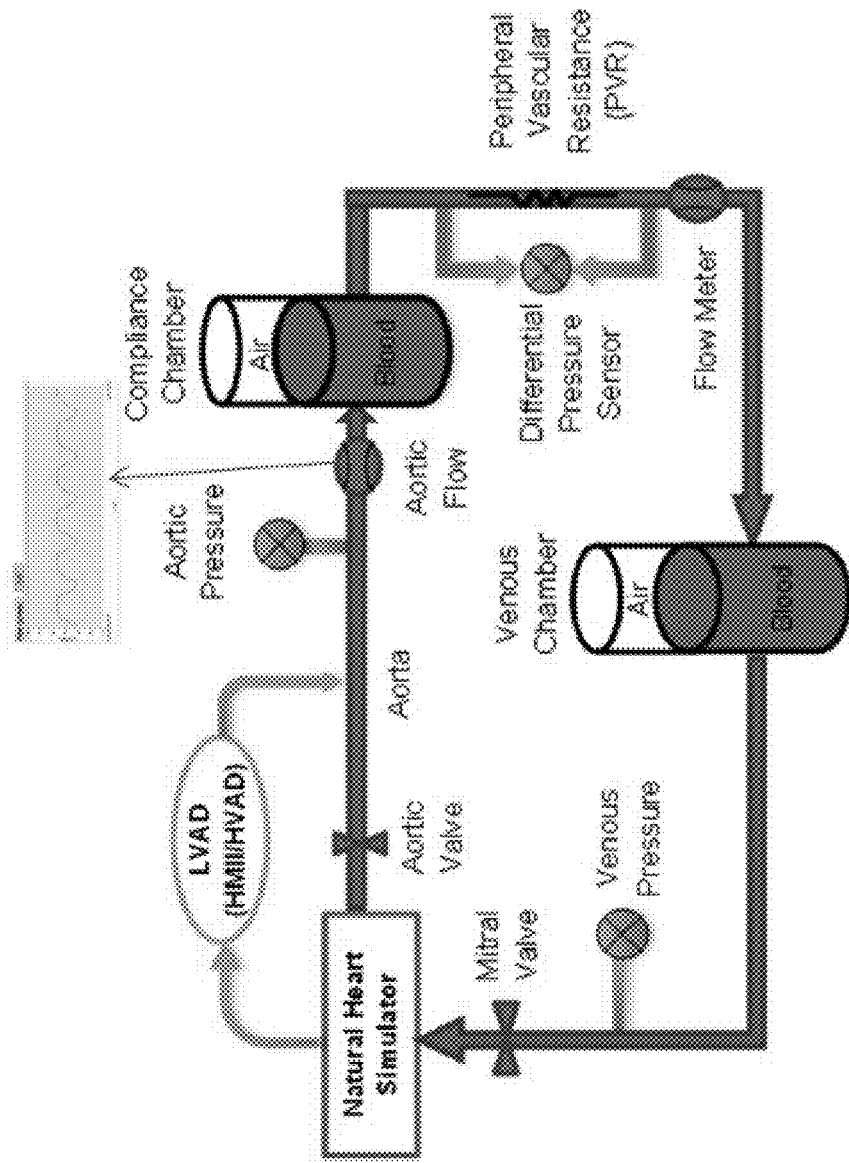 LVAD
(HMII/HVAD)
Natural Heart
Simulator
Aortic
Valve
Aorta
Aortic
Pressure
Aortic
Flow
Compliance
Chamber
Air
Blood
Peripheral
Vascular
Resistance
(PVR)
Differential
Pressure
Sensor
Flow Meter
Venous
Chamber
Air
Blood
Venous
Pressure
Mitral
Valve